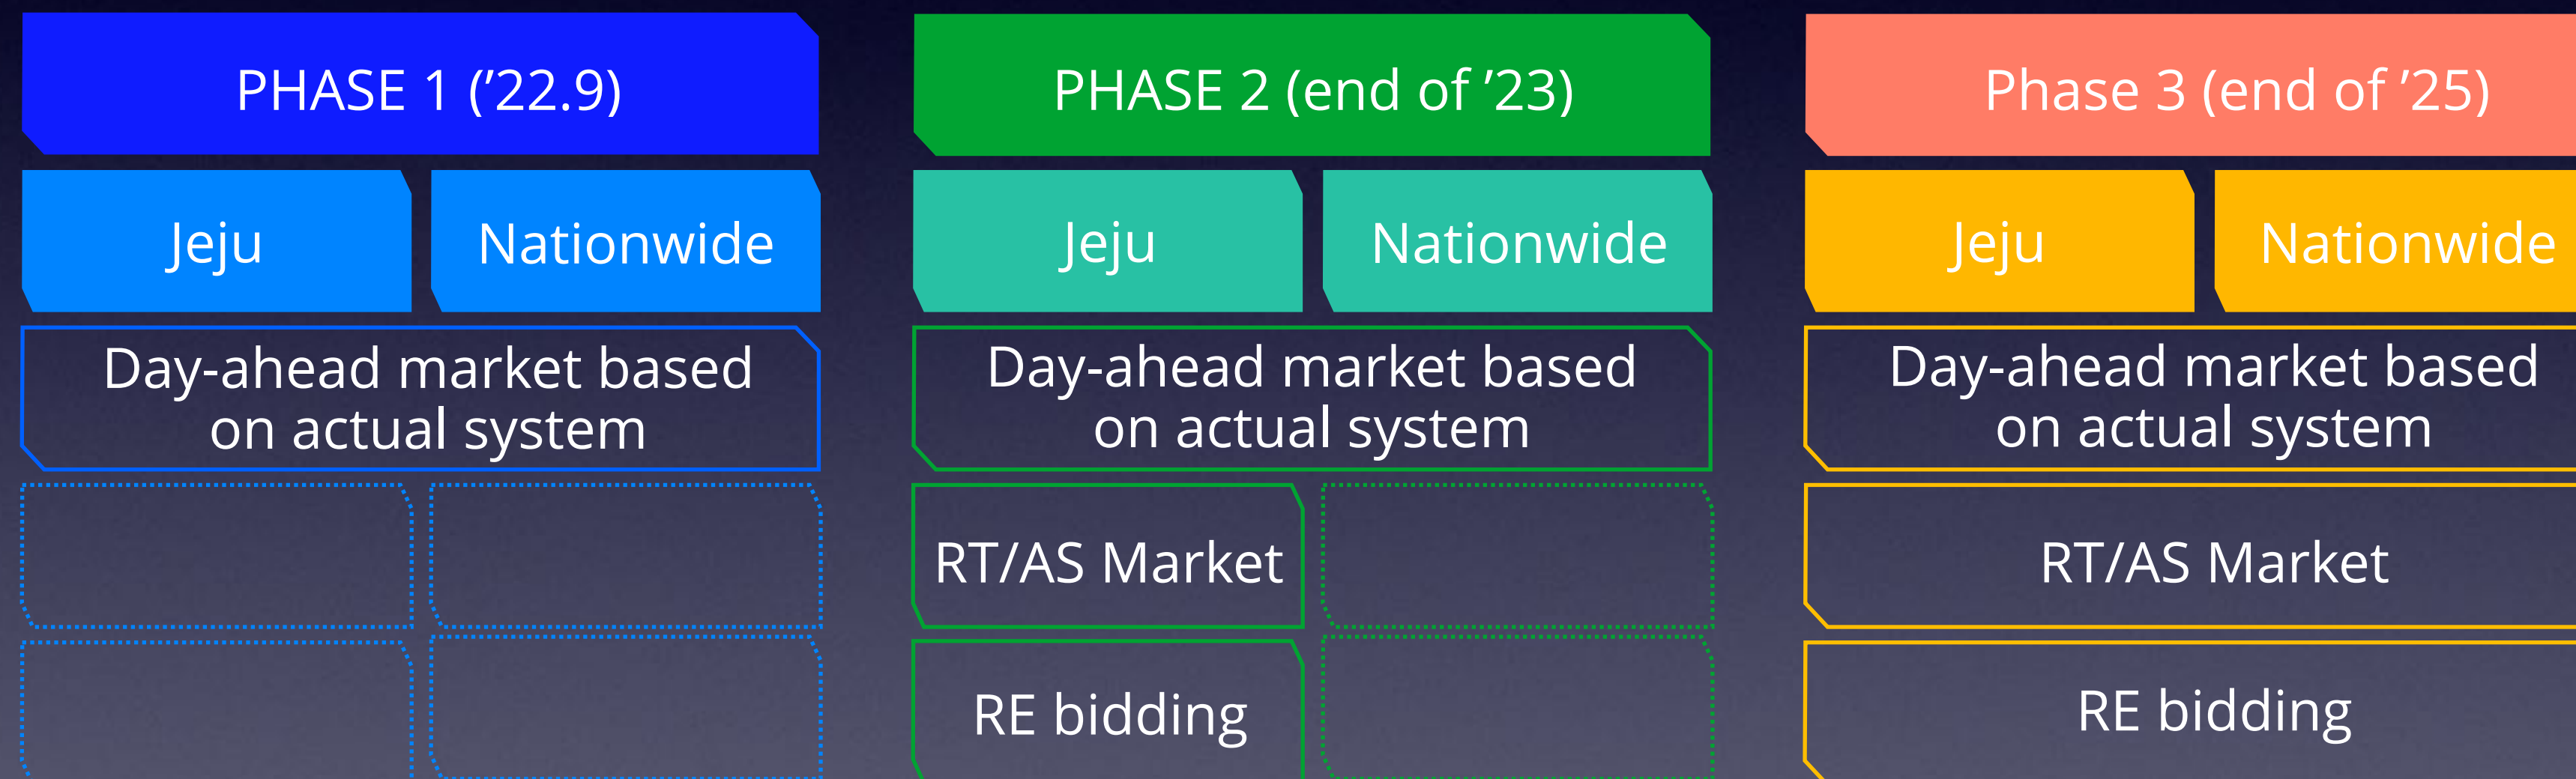 PHASE 1 (’22.9)
Jeju
Nationwide
Day-ahead market based
on actual system
PHASE 2 (end of ’23)
Jeju
Nationwide
Day-ahead market based
on actual system
RT/AS Market
RE bidding
Phase 3 (end of ’25)
Jeju
Nationwide
Day-ahead market based
on actual system
RT/AS Market
RE bidding